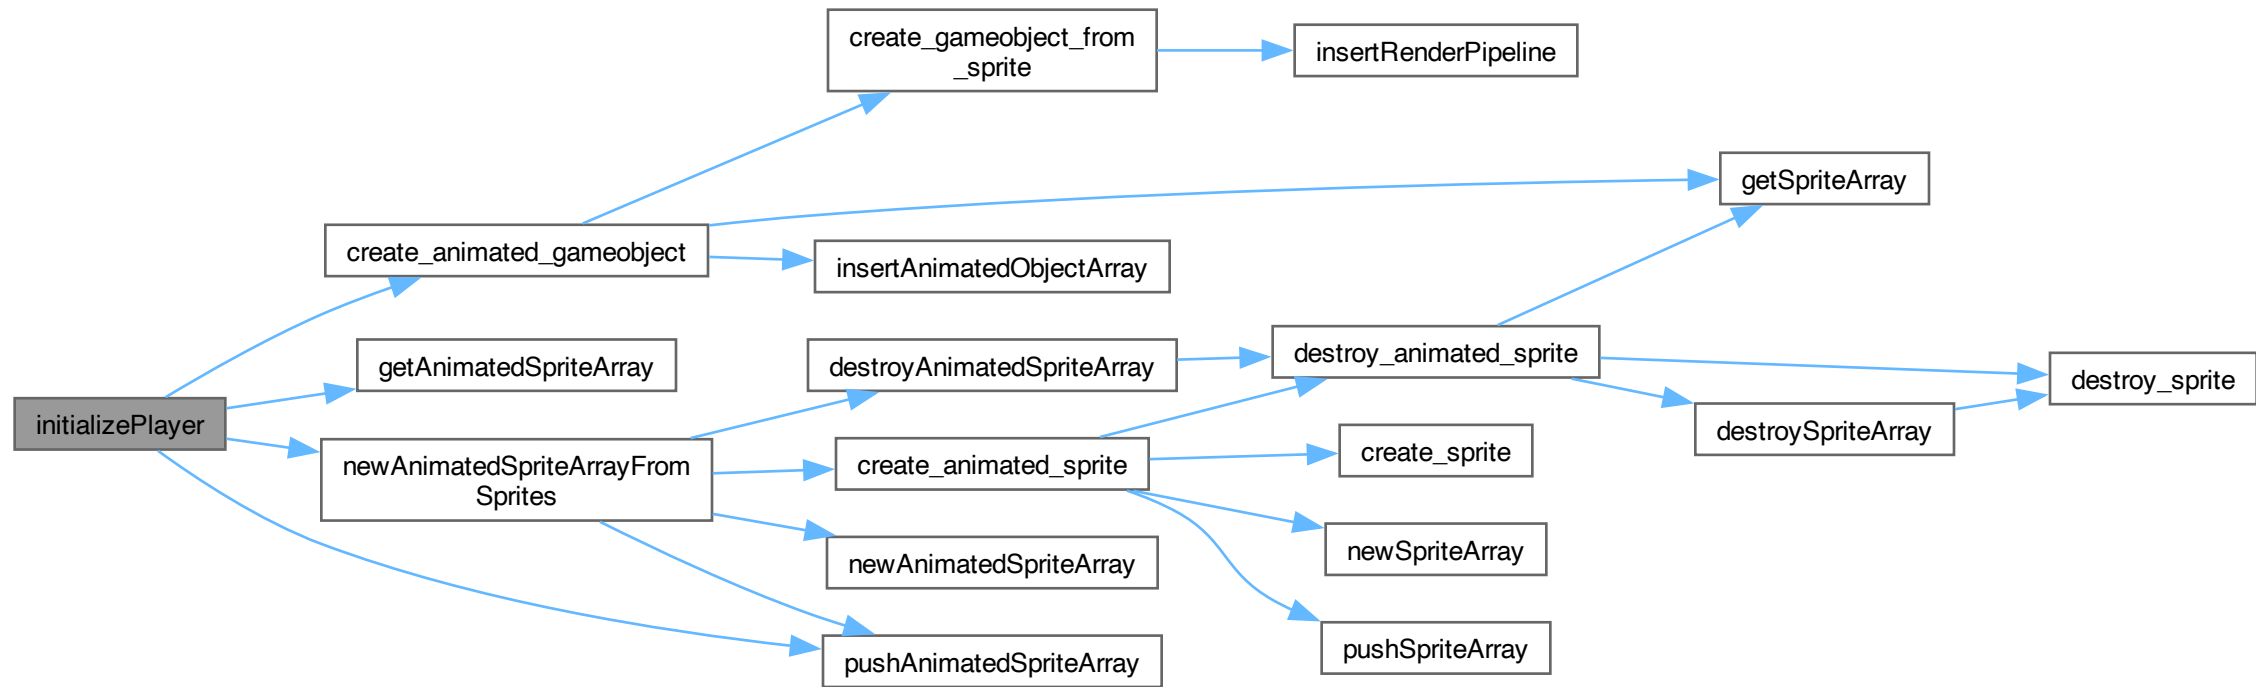 create_gameobject_from
_sprite
insertRenderPipeline
getSpriteArray
create_animated_gameobject
insertAnimatedObjectArray
getAnimatedSpriteArray
destroyAnimatedSpriteArray
destroy_animated_sprite
destroy_sprite
initializePlayer
destroySpriteArray
newAnimatedSpriteArrayFrom
Sprites
create_animated_sprite
create_sprite
newSpriteArray
newAnimatedSpriteArray
pushAnimatedSpriteArray
pushSpriteArray